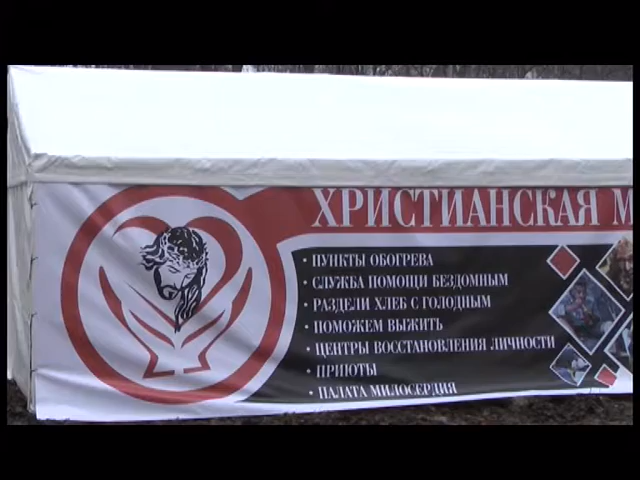 ХРИСТИАНСКАЯ
• ПУНКТЫ ОБОГРЕВА
• СЛУЖБА ПОМОЩИ БЕЗДОМНЫМ
• РАЗДЕЛИ ХЛЕБ С ГОЛОДНЫМ
• ПОМОЖЕМ ВЫЖИТЬ
• ЦЕНТРЫ ВОССТАНОВЛЕНИЯ ЛИЧНОСТИ
• ПРИЮТЫ
• ПАЛАТА МИЛОСЕРДИЯ